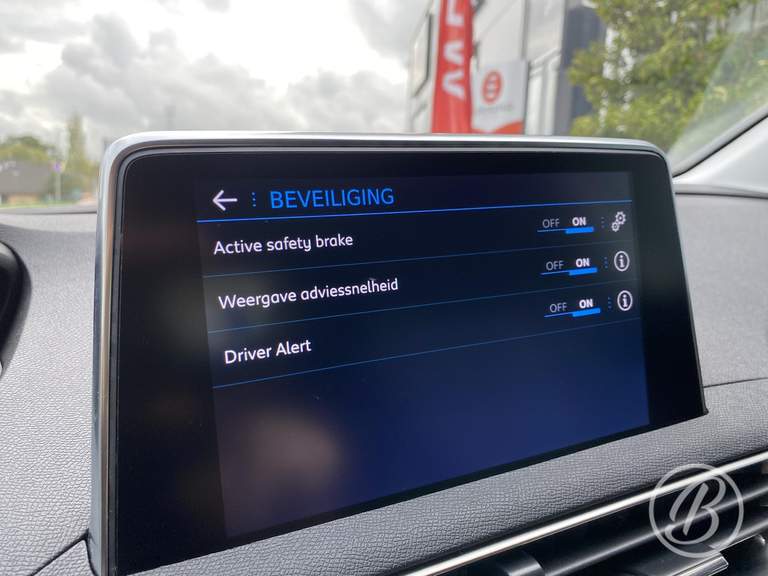 ← ⋮ BEVEILIGING
Active safety brake OFF ON
Weergave adviessnelheid OFF ON
Driver Alert OFF ON
B